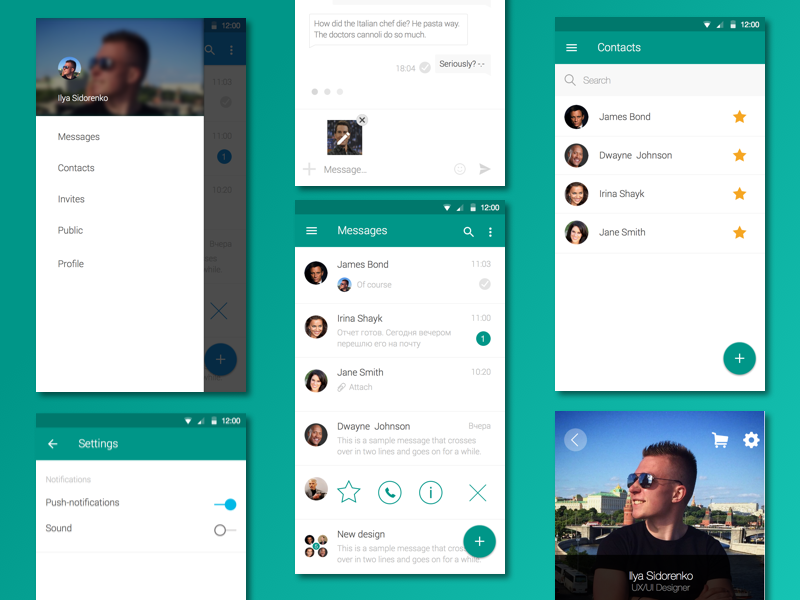 12:00
Ilya Sidorenko
Messages
Contacts
Invites
Public
Profile
11:03
11:00
1
10:20
Вчера
12:00
Settings
Notifications
Push-notifications
Sound
How did the Italian chef die? He pasta way.
The doctors cannoli do so much.
18:04
Seriously? -.-
Message..
12:00
Messages
James Bond
11:03
Of course
Irina Shayk
11:00
Отчет готов. Сегодня вечером
перешлю его на почту
1
Jane Smith
10:20
Attach
Dwayne Johnson
Вчера
This is a sample message that crosses
over in two lines and goes on for a while.
New design
This is a sample message that cros
over in two lines and goes on for a while.
12:00
Contacts
Search
James Bond
Dwayne Johnson
Irina Shayk
Jane Smith
Ilya Sidorenko
UX/UI Designer